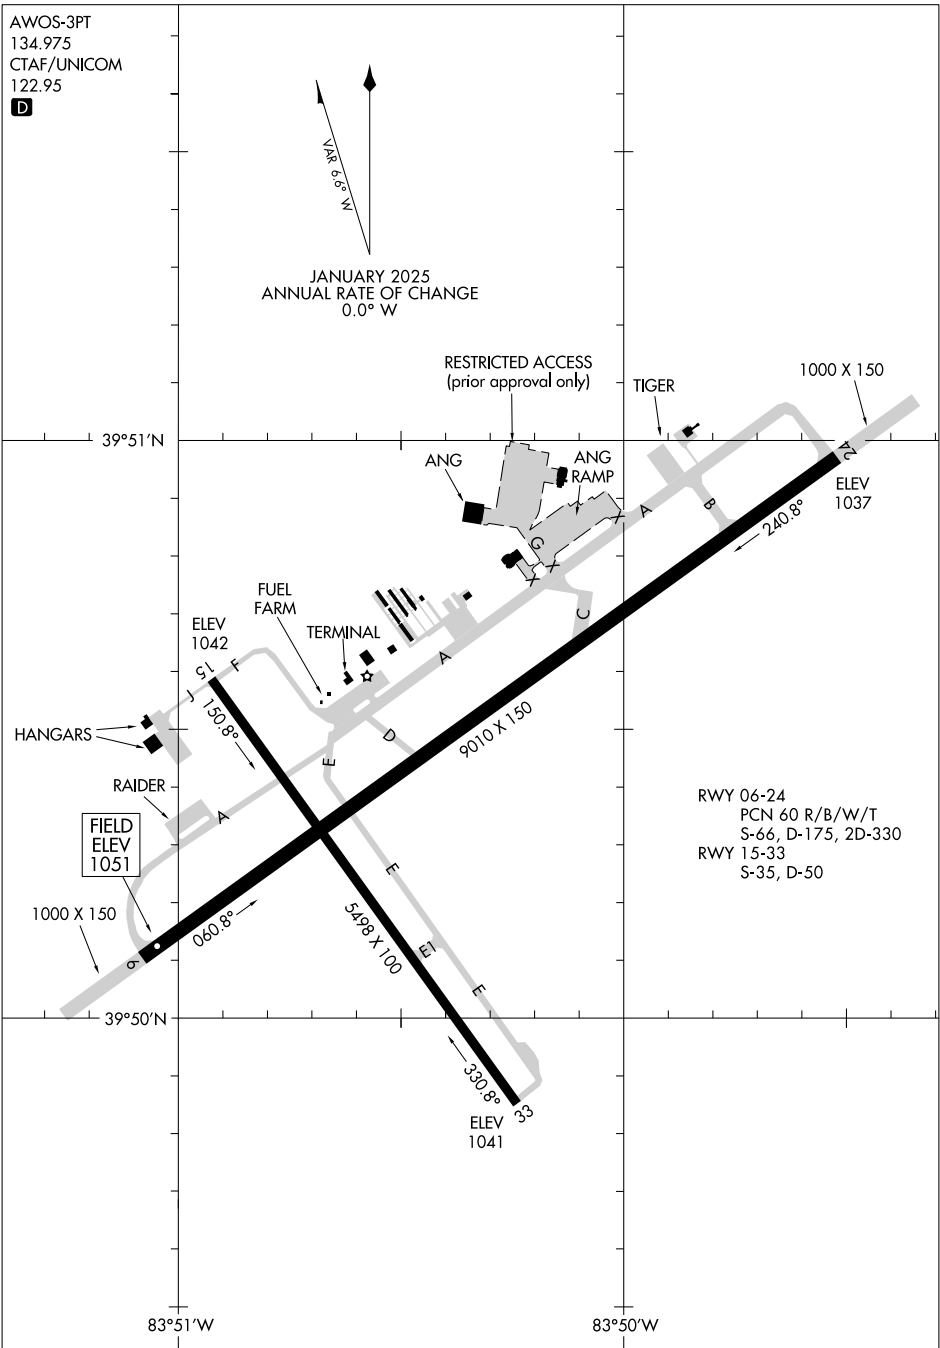 AWOS-3PT
134.975
CTAF/UNICOM
122.95
D
VAR 6.6° W
JANUARY 2025
ANNUAL RATE OF CHANGE
0.0° W
RESTRICTED ACCESS
(prior approval only)
TIGER
1000 X 150
39°51'N
24
ANG
ANG
RAMP
ELEV
1037
A
B
240.8°
X
G
X
X
C
FUEL
FARM
ELEV
1042
TERMINAL
A
15
F
J
150.8°
HANGARS
D
9010 X 150
E
RAIDER
A
RWY 06-24
PCN 60 R/B/W/T
S-66, D-175, 2D-330
RWY 15-33
S-35, D-50
FIELD
ELEV
1051
E
1000 X 150
060.8°
5498 X 100
E1
6
E
39°50'N
330.8°
33
ELEV
1041
83°51'W
83°50'W